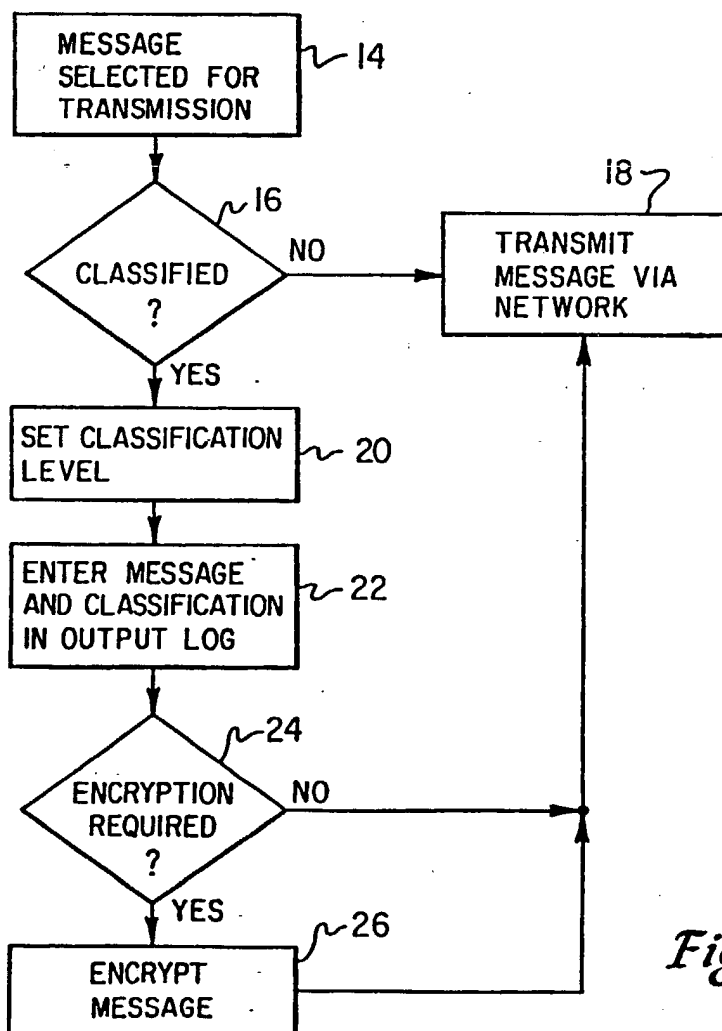 MESSAGE
SELECTED FOR
TRANSMISSION
14
16
CLASSIFIED
?
NO
YES
18
TRANSMIT
MESSAGE VIA
NETWORK
SET CLASSIFICATION
LEVEL
20
ENTER MESSAGE
AND CLASSIFICATION
IN OUTPUT LOG
22
24
ENCRYPTION
REQUIRED
?
NO
YES
26
ENCRYPT
MESSAGE
Fig